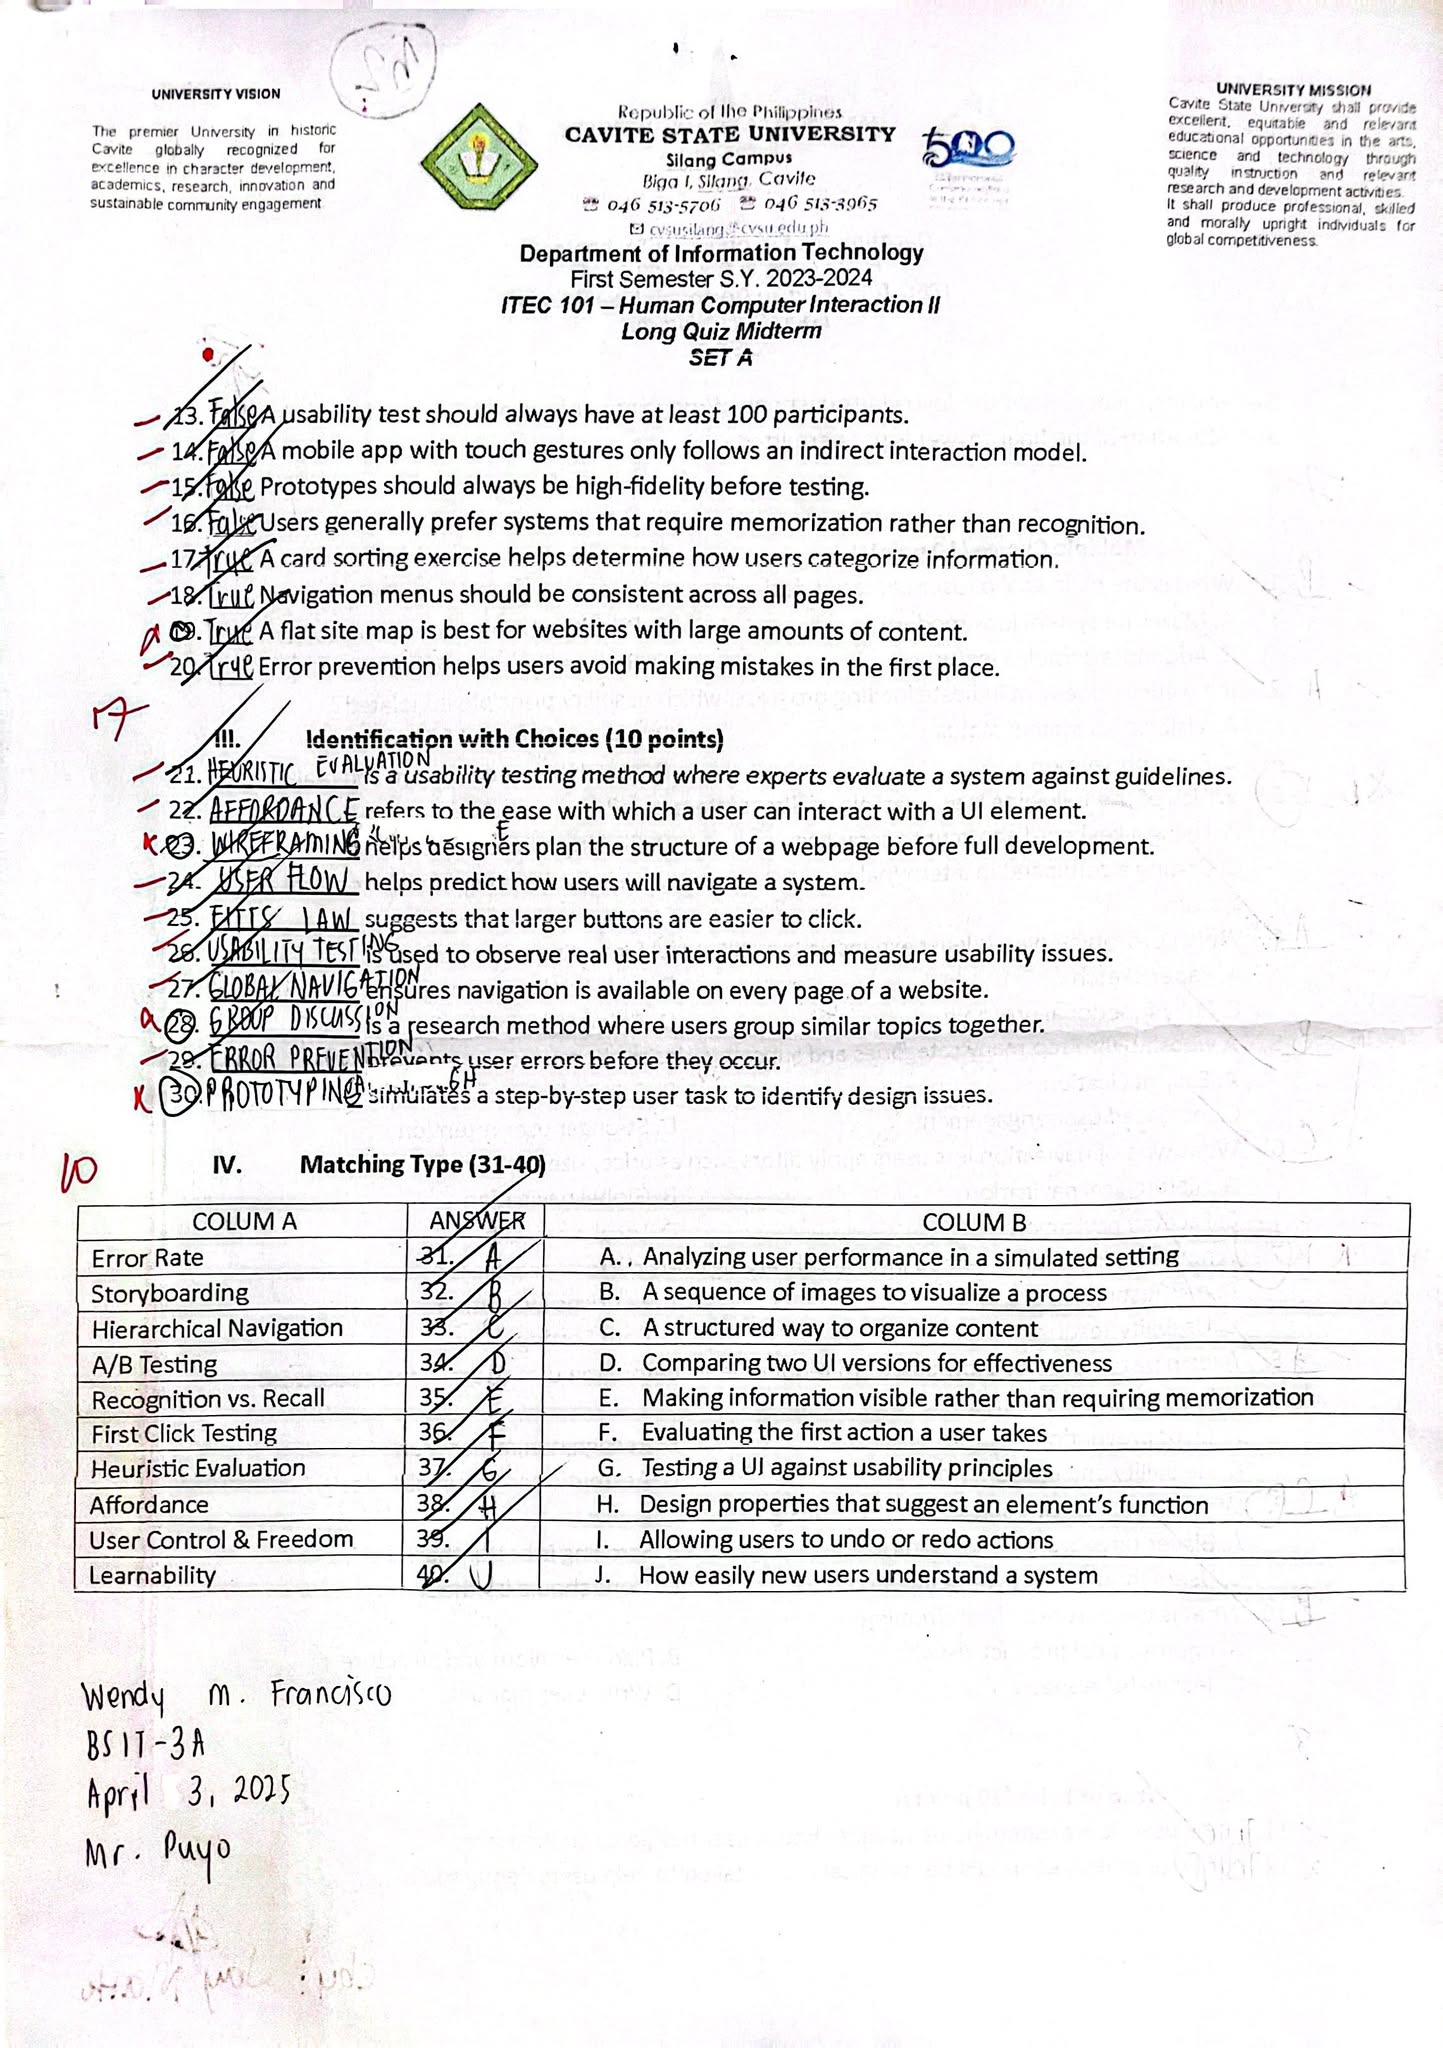 UNIVERSITY VISION
The premier University in historic
Cavite globally recognized for
excellence in character development,
academics, research, innovation and
sustainable community engagement
Republic of the Philippines
CAVITE STATE UNIVERSITY
Silang Campus
Biga I, Silang, Cavite
☏ 046 513-5706 ☏ 046 513-3965
✉ cvsusilang@cvsu.edu.ph
500
UNIVERSITY MISSION
Cavite State University shall provide
excellent, equitable and relevant
educational opportunities in the arts,
science and technology through
quality instruction and relevant
research and development activities.
It shall produce professional, skilled
and morally upright individuals for
global competitiveness.
Department of Information Technology
First Semester S.Y. 2023-2024
ITEC 101 – Human Computer Interaction II
Long Quiz Midterm
SET A
13. False A usability test should always have at least 100 participants.
14. False A mobile app with touch gestures only follows an indirect interaction model.
15. False Prototypes should always be high-fidelity before testing.
16. False Users generally prefer systems that require memorization rather than recognition.
17. True A card sorting exercise helps determine how users categorize information.
18. True Navigation menus should be consistent across all pages.
19. True A flat site map is best for websites with large amounts of content.
20. True Error prevention helps users avoid making mistakes in the first place.
17
III. Identification with Choices (10 points)
21. HEURISTIC EVALUATION is a usability testing method where experts evaluate a system against guidelines.
22. AFFORDANCE refers to the ease with which a user can interact with a UI element.
23. WIREFRAMING helps designers plan the structure of a webpage before full development.
24. USER FLOW helps predict how users will navigate a system.
25. FITTS LAW suggests that larger buttons are easier to click.
26. USABILITY TESTING is used to observe real user interactions and measure usability issues.
27. GLOBAL NAVIGATION ensures navigation is available on every page of a website.
28. GROUP DISCUSSION is a research method where users group similar topics together.
29. ERROR PREVENTION prevents user errors before they occur.
30. PROTOTYPING simulates a step-by-step user task to identify design issues.
10
IV. Matching Type (31-40)
COLUM A ANSWER COLUM B
Error Rate 31. A A. Analyzing user performance in a simulated setting
Storyboarding 32. B B. A sequence of images to visualize a process
Hierarchical Navigation 33. C C. A structured way to organize content
A/B Testing 34. D D. Comparing two UI versions for effectiveness
Recognition vs. Recall 35. E E. Making information visible rather than requiring memorization
First Click Testing 36. F F. Evaluating the first action a user takes
Heuristic Evaluation 37. G G. Testing a UI against usability principles
Affordance 38. H H. Design properties that suggest an element's function
User Control & Freedom 39. I I. Allowing users to undo or redo actions
Learnability 40. J J. How easily new users understand a system
Wendy M. Francisco
BSIT-3A
April 3, 2025
Mr. Puyo